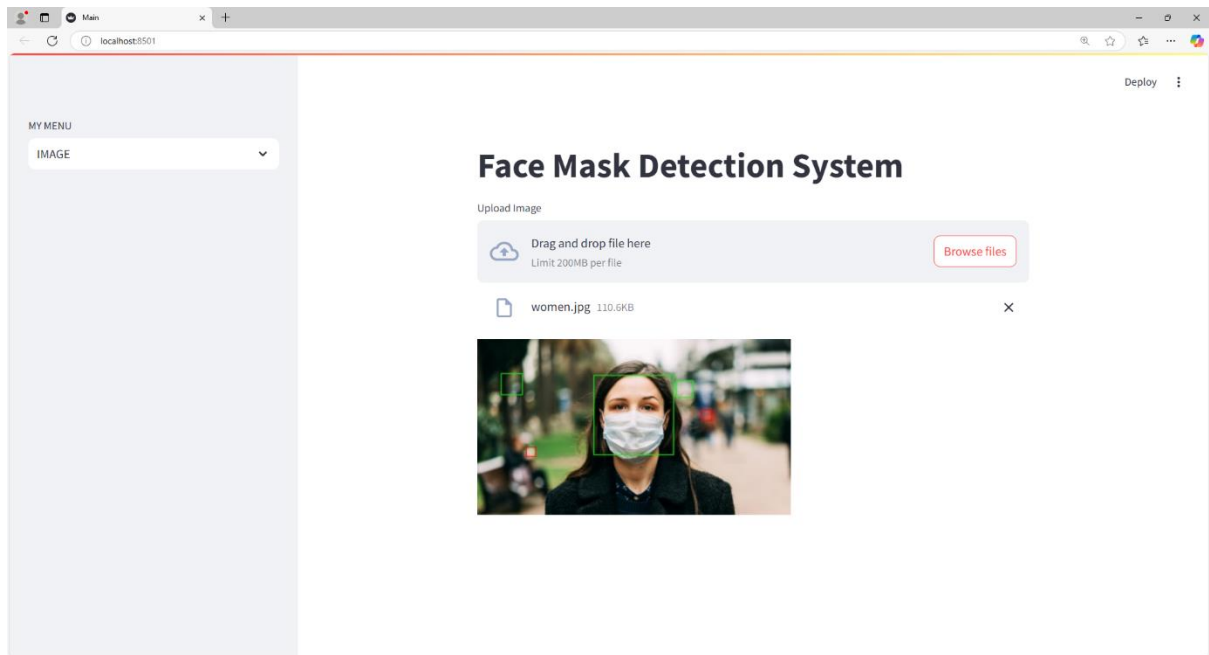 Main
localhost:8501
Deploy
MY MENU
IMAGE
Face Mask Detection System
Upload Image
Drag and drop file here
Limit 200MB per file
Browse files
women.jpg 110.6KB